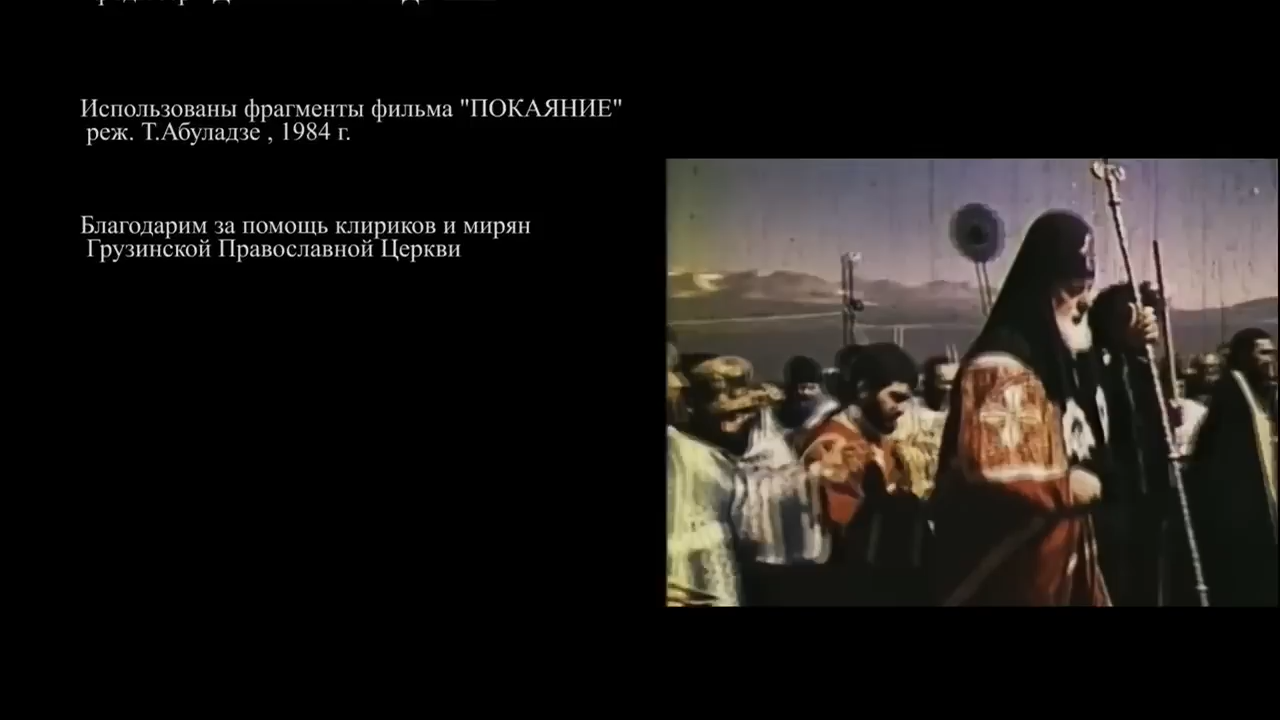 Использованы фрагменты фильма "ПОКАЯНИЕ"
реж. Т.Абуладзе , 1984 г.
Благодарим за помощь клириков и мирян
Грузинской Православной Церкви